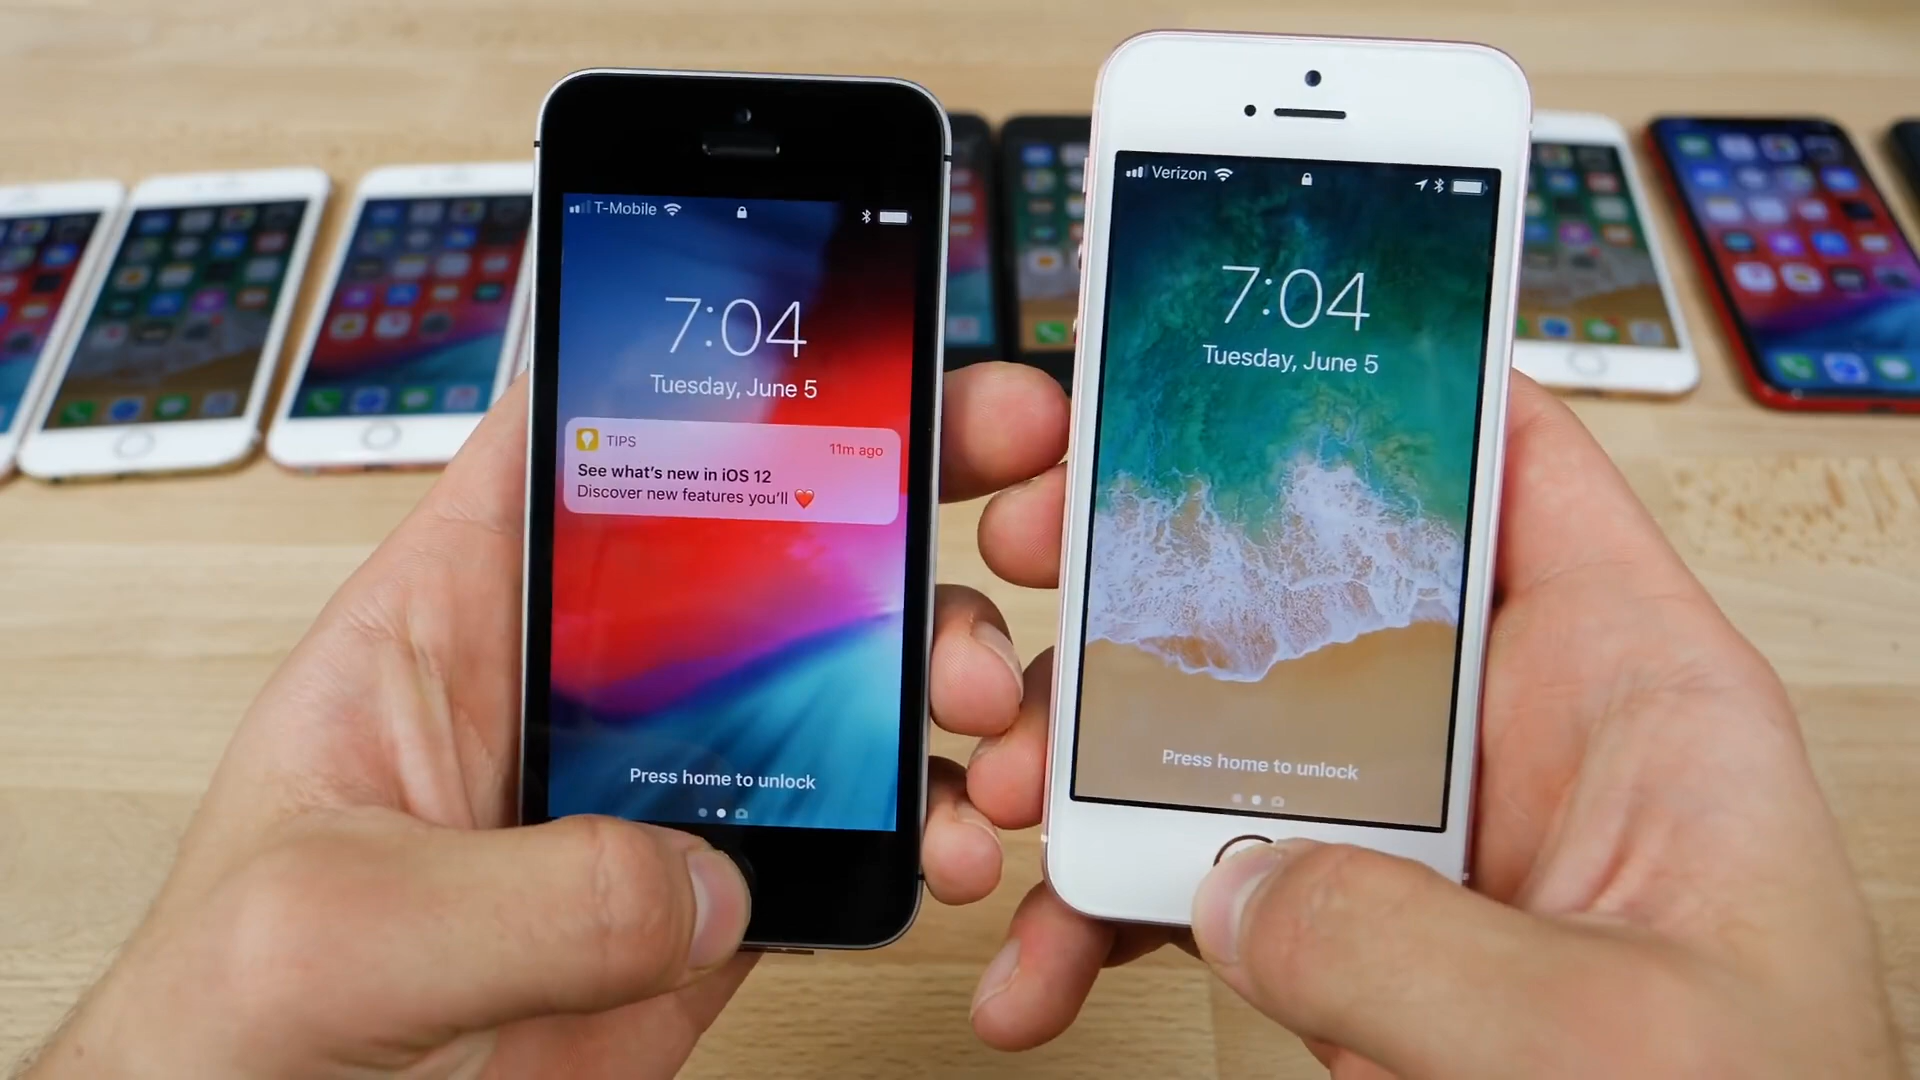 T-Mobile
7:04
Tuesday, June 5
TIPS
11m ago
See what's new in iOS 12
Discover new features you'll ❤️
Press home to unlock
Verizon
7:04
Tuesday, June 5
Press home to unlock